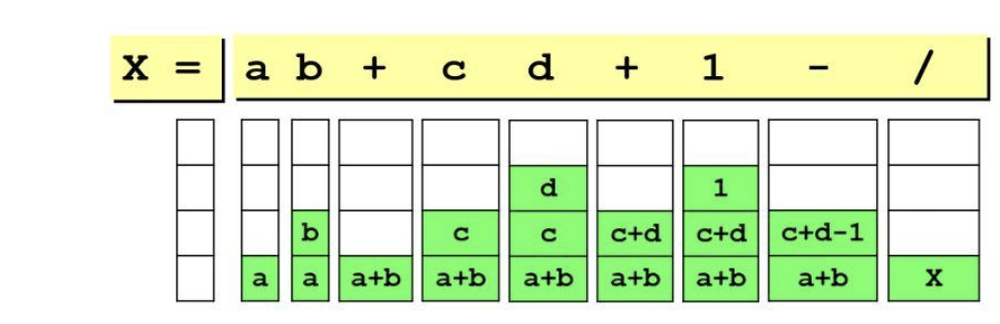 X = a b + c d + 1 - /
d 1
b c c c+d c+d c+d-1
a a a+b a+b a+b a+b a+b a+b X